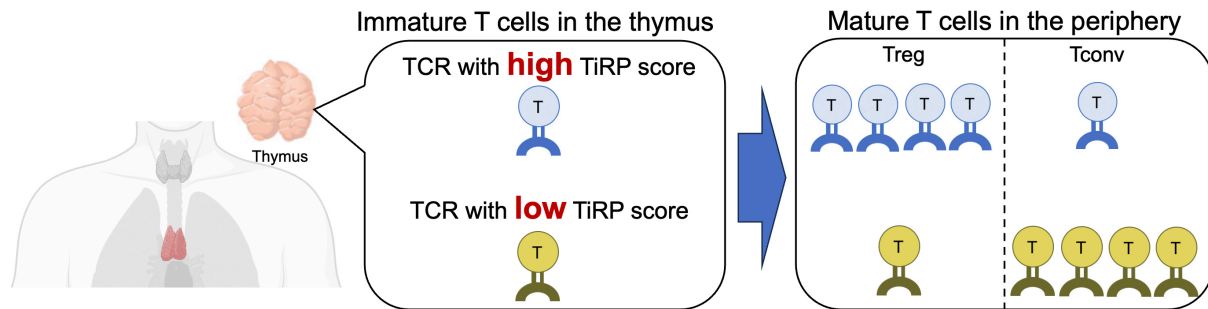 Immature T cells in the thymus
Mature T cells in the periphery
Thymus
TCR with high TiRP score
T
TCR with low TiRP score
T
Treg
Tconv
T T T T
T
T
T T T T